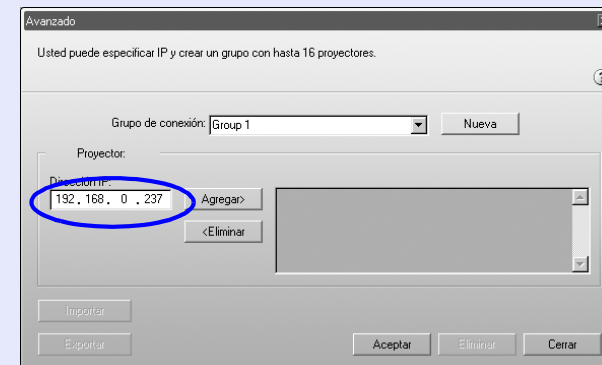 Avanzado
Usted puede especificar IP y crear un grupo con hasta 16 proyectores.
Grupo de conexión: Group 1 Nueva
Proyector:
Dirección IP:
192 . 168 . 0 . 237 Agregar>
<Eliminar
Importar
Exportar Aceptar Eliminar Cerrar